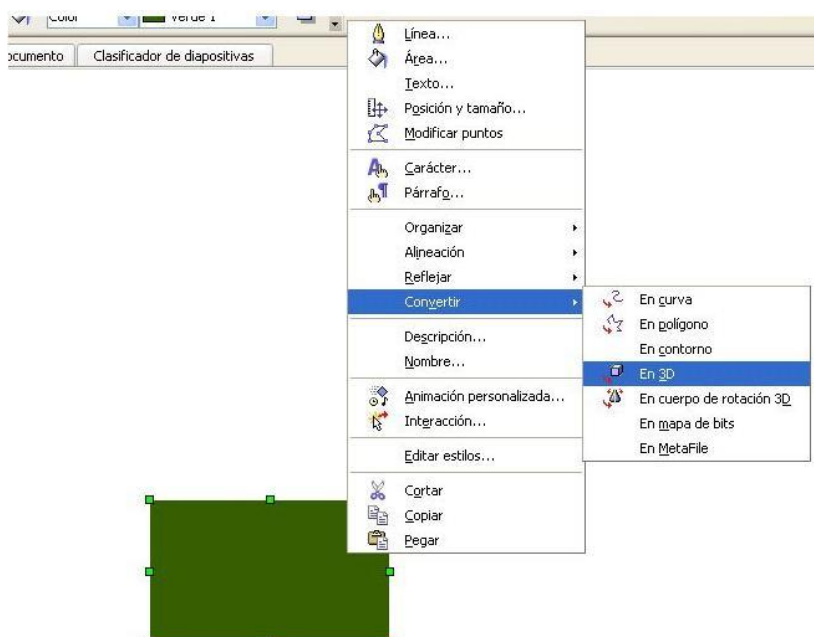 Color Verde 1
ocumento Clasificador de diapositivas
Línea...
Área...
Texto...
Posición y tamaño...
Modificar puntos
Carácter...
Párrafo...
Organizar
Alineación
Reflejar
Convertir
Descripción...
Nombre...
Animación personalizada...
Interacción...
Editar estilos...
Cortar
Copiar
Pegar
En curva
En polígono
En contorno
En 3D
En cuerpo de rotación 3D
En mapa de bits
En MetaFile